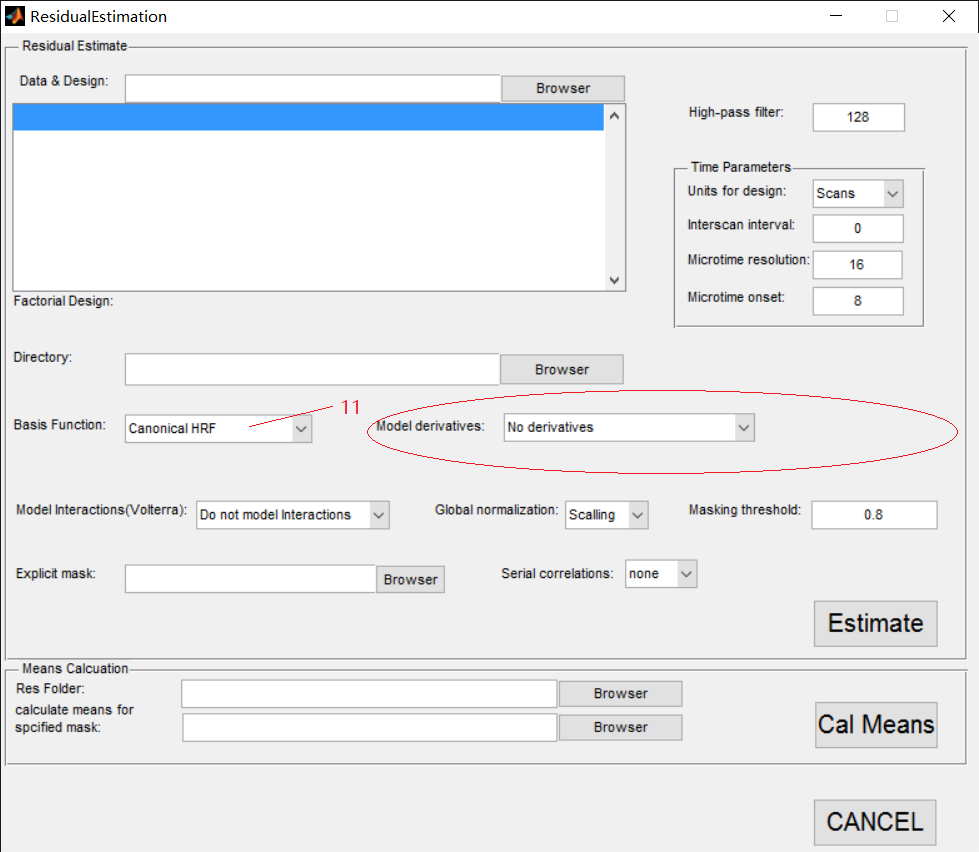 ResidualEstimation
Residual Estimate
Data & Design:
Browser
High-pass filter:
128
Time Parameters
Units for design:
Scans
Interscan interval:
0
Microtime resolution:
16
Microtime onset:
8
Factorial Design:
Directory:
Browser
Basis Function:
Canonical HRF
11
Model derivatives:
No derivatives
Model Interactions(Volterra):
Do not model Interactions
Global normalization:
Scalling
Masking threshold:
0.8
Explicit mask:
Browser
Serial correlations:
none
Estimate
Means Calcuation
Res Folder:
Browser
calculate means for
spcified mask:
Browser
Cal Means
CANCEL